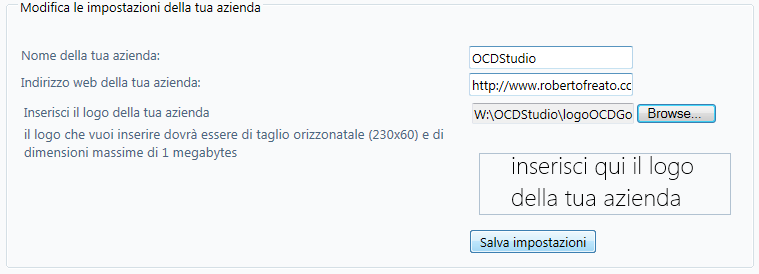 Modifica le impostazioni della tua azienda
Nome della tua azienda: OCDStudio
Indirizzo web della tua azienda: http://www.robertofreato.cc
Inserisci il logo della tua azienda W:\OCDStudio\logoOCDGo Browse...
il logo che vuoi inserire dovrà essere di taglio orizzonatale (230x60) e di
dimensioni massime di 1 megabytes
inserisci qui il logo
della tua azienda
Salva impostazioni